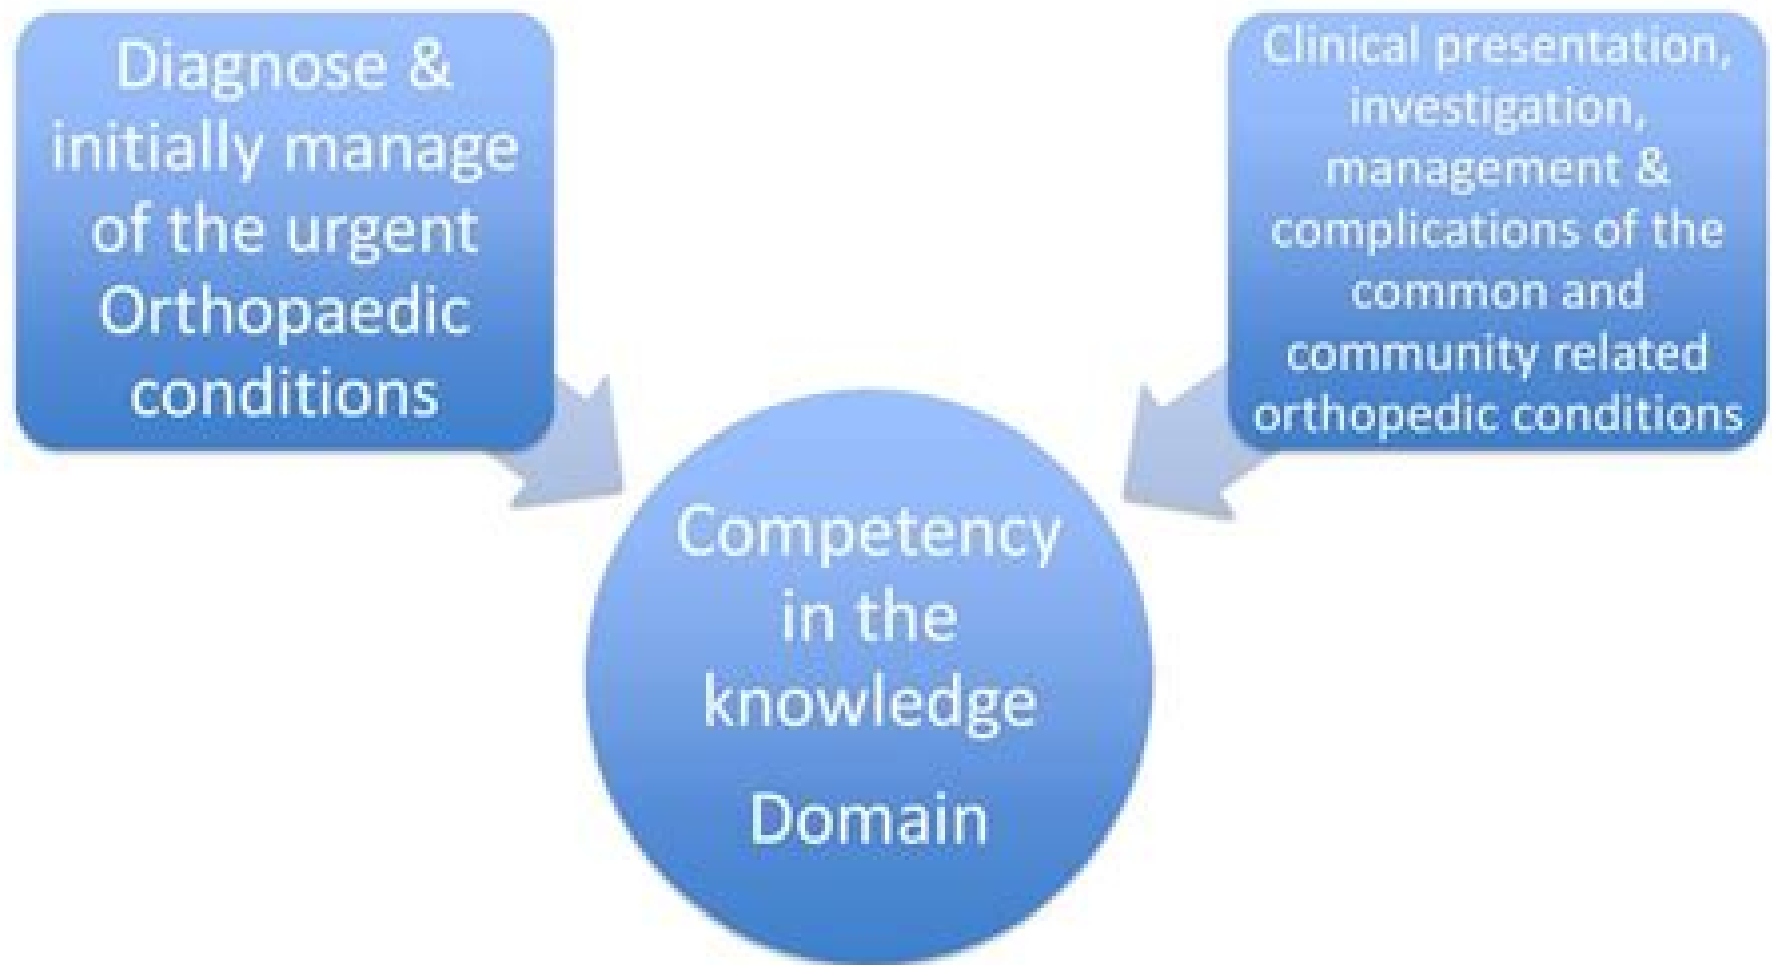 Diagnose &
initially manage
of the urgent
Orthopaedic
conditions
Clinical presentation,
investigation,
management &
complications of the
common and
community related
orthopedic conditions
Competency
in the
knowledge
Domain